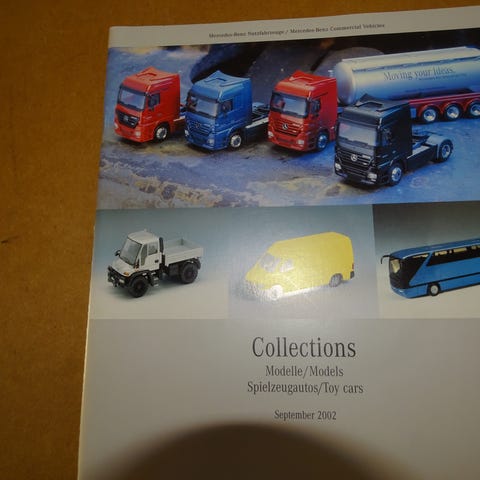 Mercedes-Benz Nutzfahrzeuge / Mercedes-Benz Commercial Vehicles
Moving your Ideas.
Collections
Modelle/Models
Spielzeugautos/Toy cars
September 2002